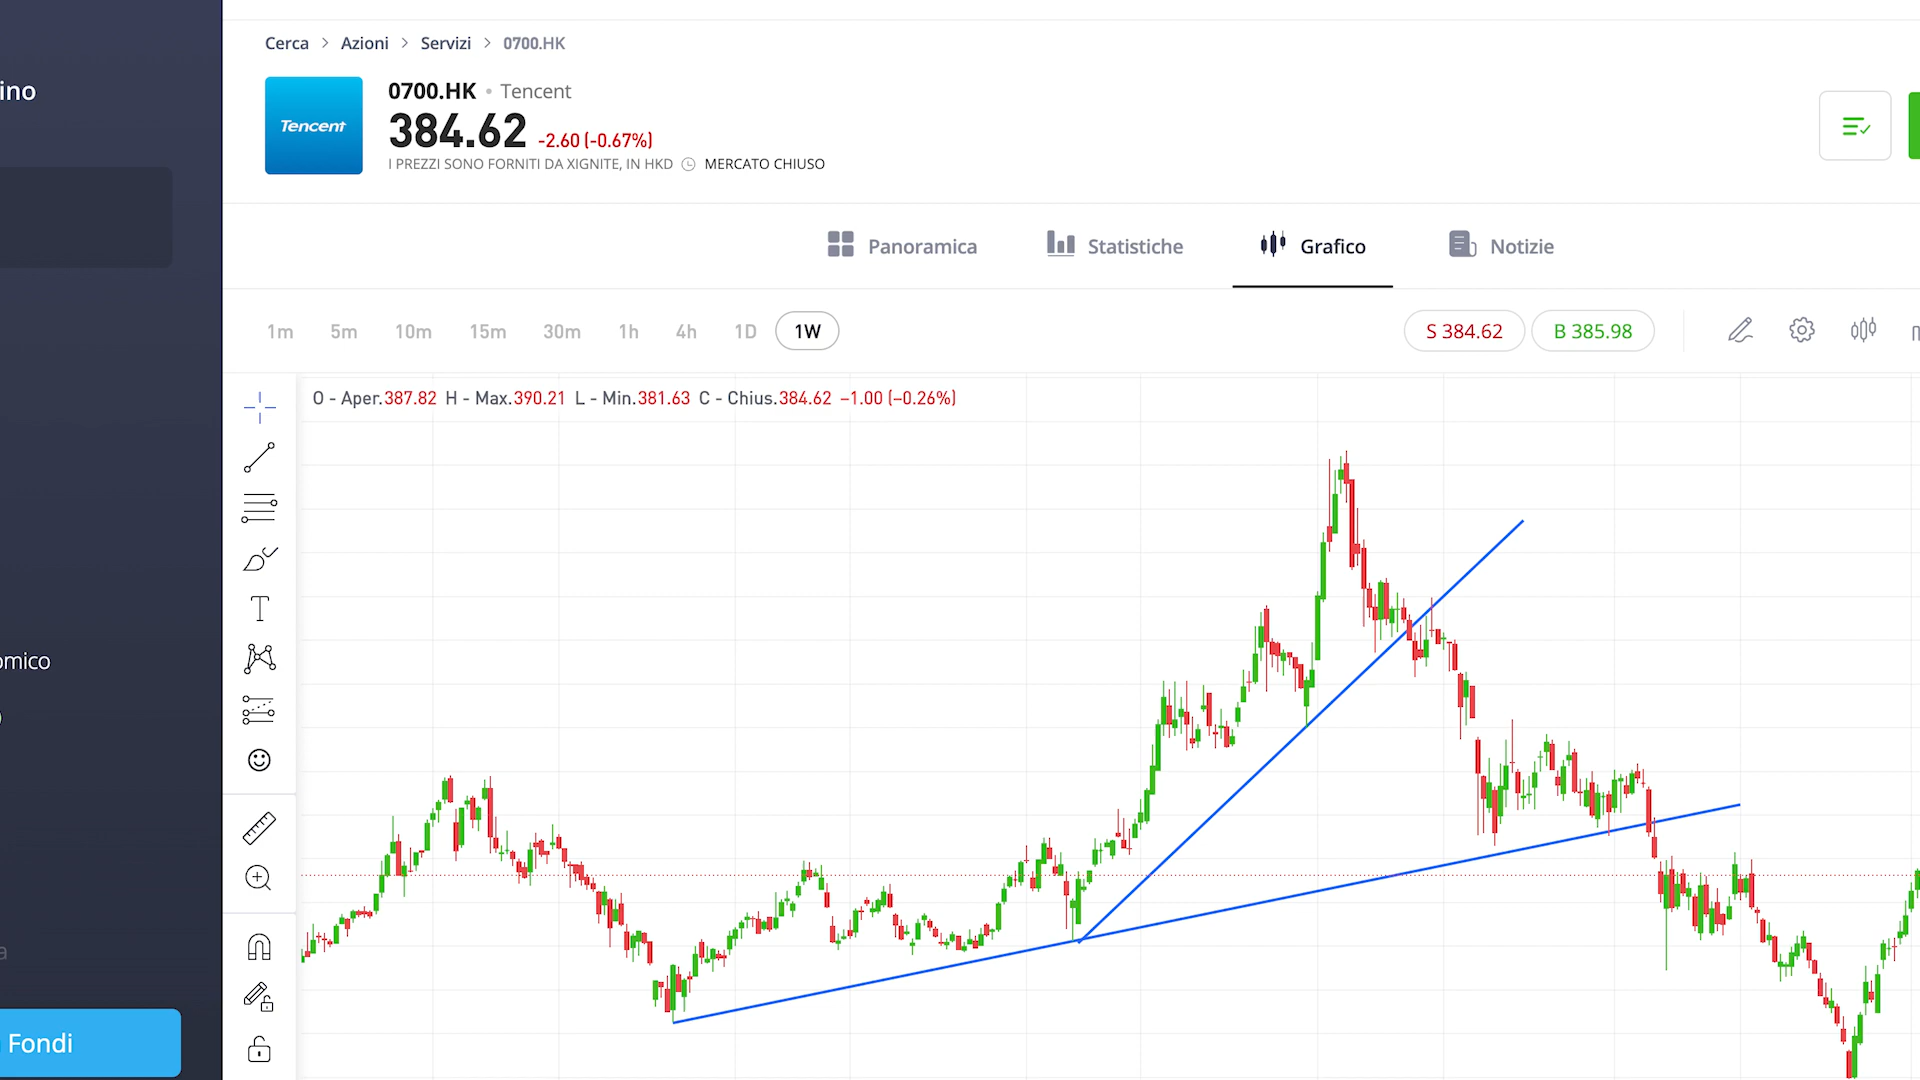 Cerca > Azioni > Servizi > 0700.HK
ino
Tencent
0700.HK • Tencent
384.62 -2.60 (-0.67%)
I PREZZI SONO FORNITI DA XIGNITE, IN HKD MERCATO CHIUSO
Panoramica Statistiche Grafico Notizie
1m 5m 10m 15m 30m 1h 4h 1D 1W
S 384.62 B 385.98
O - Aper.387.82 H - Max.390.21 L - Min.381.63 C - Chius.384.62 −1.00 (−0.26%)
T
omico
a
Fondi